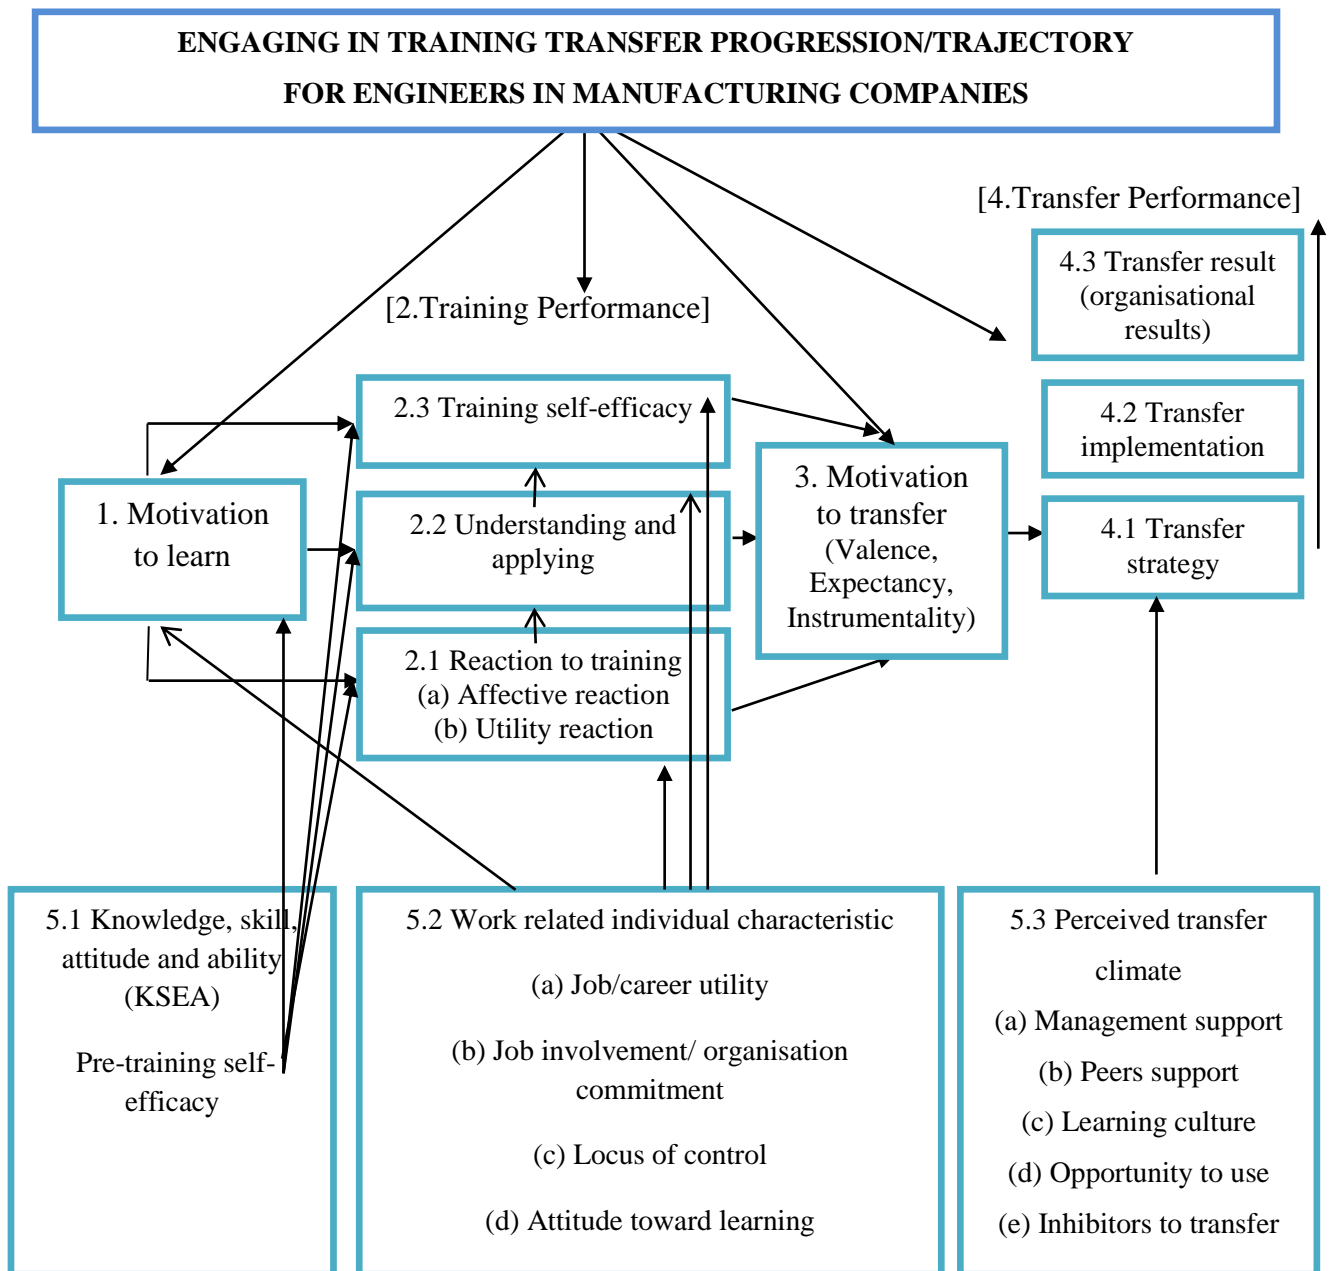 ENGAGING IN TRAINING TRANSFER PROGRESSION/TRAJECTORY
FOR ENGINEERS IN MANUFACTURING COMPANIES
[4.Transfer Performance]
4.3 Transfer result
(organisational
results)
[2.Training Performance]
2.3 Training self-efficacy
4.2 Transfer
implementation
1. Motivation
to learn
2.2 Understanding and
applying
3. Motivation
to transfer
(Valence,
Expectancy,
Instrumentality)
4.1 Transfer
strategy
2.1 Reaction to training
(a) Affective reaction
(b) Utility reaction
5.1 Knowledge, skill,
attitude and ability
(KSEA)
Pre-training self-
efficacy
5.2 Work related individual characteristic
(a) Job/career utility
(b) Job involvement/ organisation
commitment
(c) Locus of control
(d) Attitude toward learning
5.3 Perceived transfer
climate
(a) Management support
(b) Peers support
(c) Learning culture
(d) Opportunity to use
(e) Inhibitors to transfer